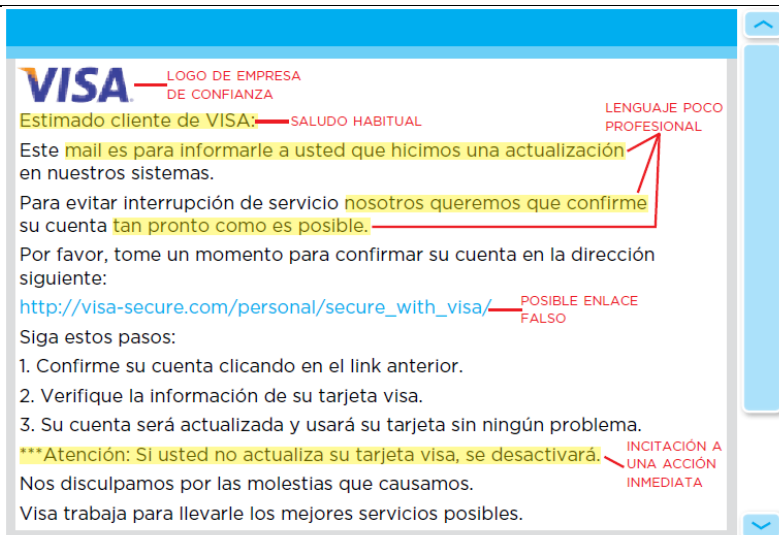 VISA LOGO DE EMPRESA
DE CONFIANZA
Estimado cliente de VISA: SALUDO HABITUAL
LENGUAJE POCO
PROFESIONAL
Este mail es para informarle a usted que hicimos una actualización
en nuestros sistemas.
Para evitar interrupción de servicio nosotros queremos que confirme
su cuenta tan pronto como es posible.
Por favor, tome un momento para confirmar su cuenta en la dirección
siguiente:
http://visa-secure.com/personal/secure_with_visa/ POSIBLE ENLACE
FALSO
Siga estos pasos:
1. Confirme su cuenta clicando en el link anterior.
2. Verifique la información de su tarjeta visa.
3. Su cuenta será actualizada y usará su tarjeta sin ningún problema.
***Atención: Si usted no actualiza su tarjeta visa, se desactivará.
INCITACIÓN A
UNA ACCIÓN
INMEDIATA
Nos disculpamos por las molestias que causamos.
Visa trabaja para llevarle los mejores servicios posibles.